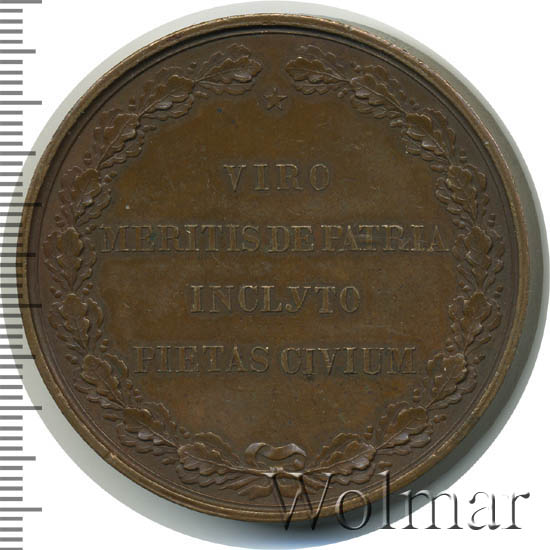 VIRO
MERITIS DE PATRIA
INCLYTO
PIETAS CIVIUM.
Wolmar